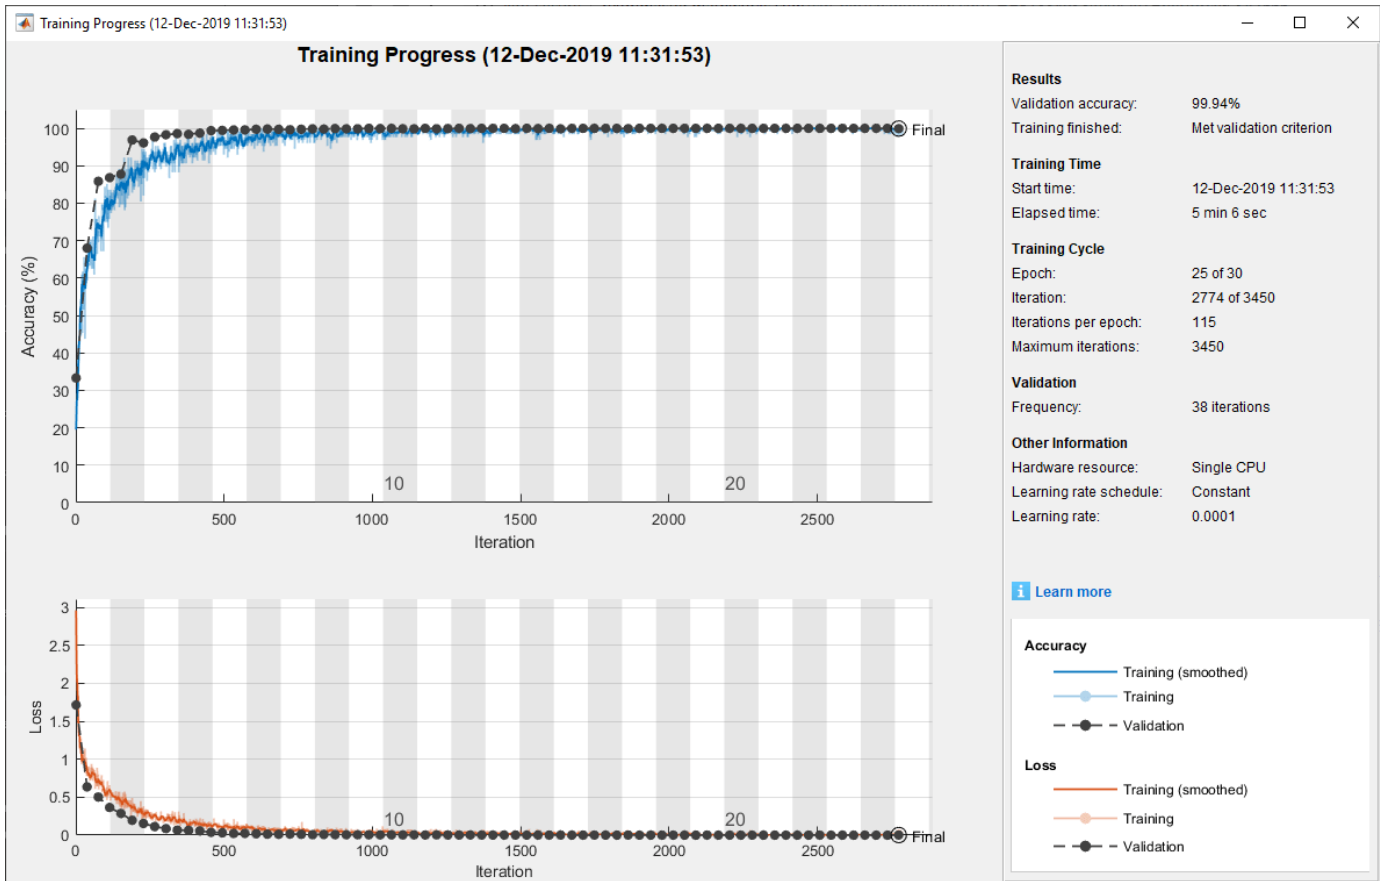 Training Progress (12-Dec-2019 11:31:53)
Training Progress (12-Dec-2019 11:31:53)
Accuracy (%)
100
90
80
70
60
50
40
30
20
10
0
10
20
Final
0 500 1000 1500 2000 2500
Iteration
Loss
3
2.5
2
1.5
1
0.5
0
10
20
Final
0 500 1000 1500 2000 2500
Iteration
Results
Validation accuracy: 99.94%
Training finished: Met validation criterion
Training Time
Start time: 12-Dec-2019 11:31:53
Elapsed time: 5 min 6 sec
Training Cycle
Epoch: 25 of 30
Iteration: 2774 of 3450
Iterations per epoch: 115
Maximum iterations: 3450
Validation
Frequency: 38 iterations
Other Information
Hardware resource: Single CPU
Learning rate schedule: Constant
Learning rate: 0.0001
i Learn more
Accuracy
Training (smoothed)
Training
Validation
Loss
Training (smoothed)
Training
Validation